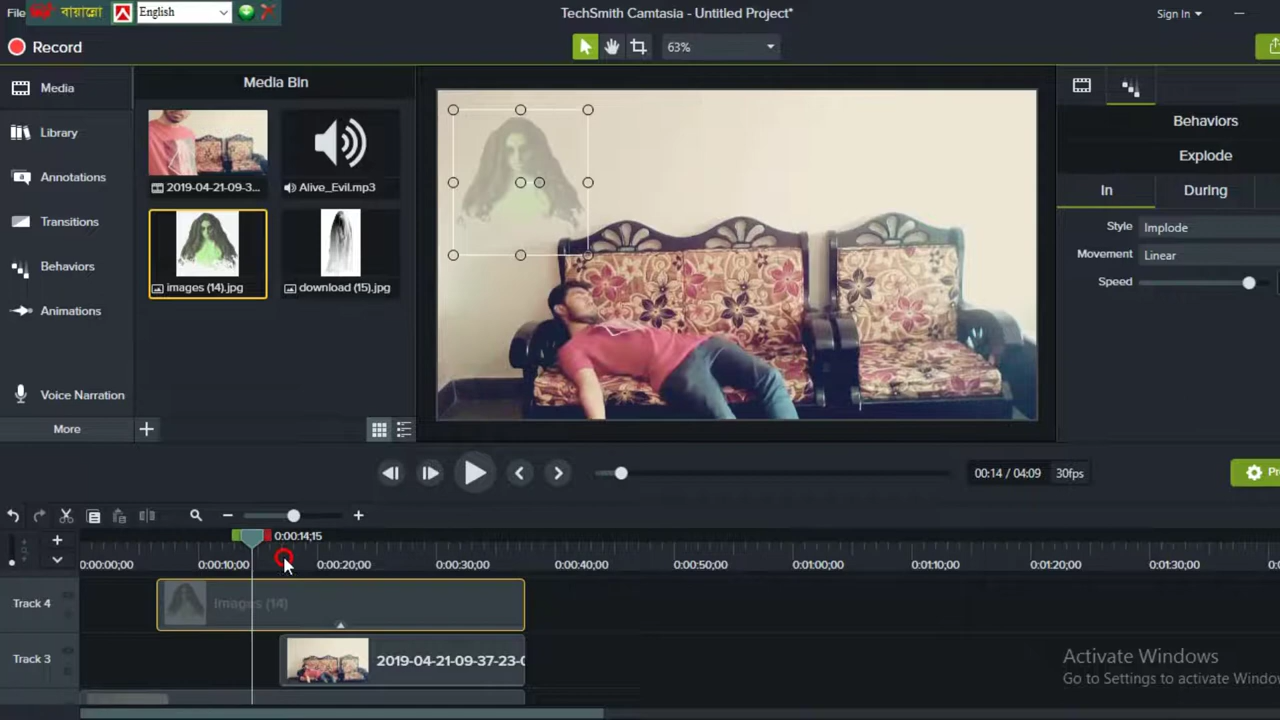 File
বায়ান্নো
English
TechSmith Camtasia - Untitled Project*
Sign In
Record
63%
Media
Library
Annotations
Transitions
Behaviors
Animations
Voice Narration
More
Media Bin
2019-04-21-09-3...
Alive_Evil.mp3
images (14).jpg
download (15).jpg
Behaviors
Explode
In
During
Style
Implode
Movement
Linear
Speed
00:14 / 04:09
30fps
0:00:14;15
0:00:00;00
0:00:10;00
0:00:20;00
0:00:30;00
0:00:40;00
0:00:50;00
0:01:00;00
0:01:10;00
0:01:20;00
0:01:30;00
Track 4
Images (14)
Track 3
2019-04-21-09-37-23-0
Activate Windows
Go to Settings to activate Window